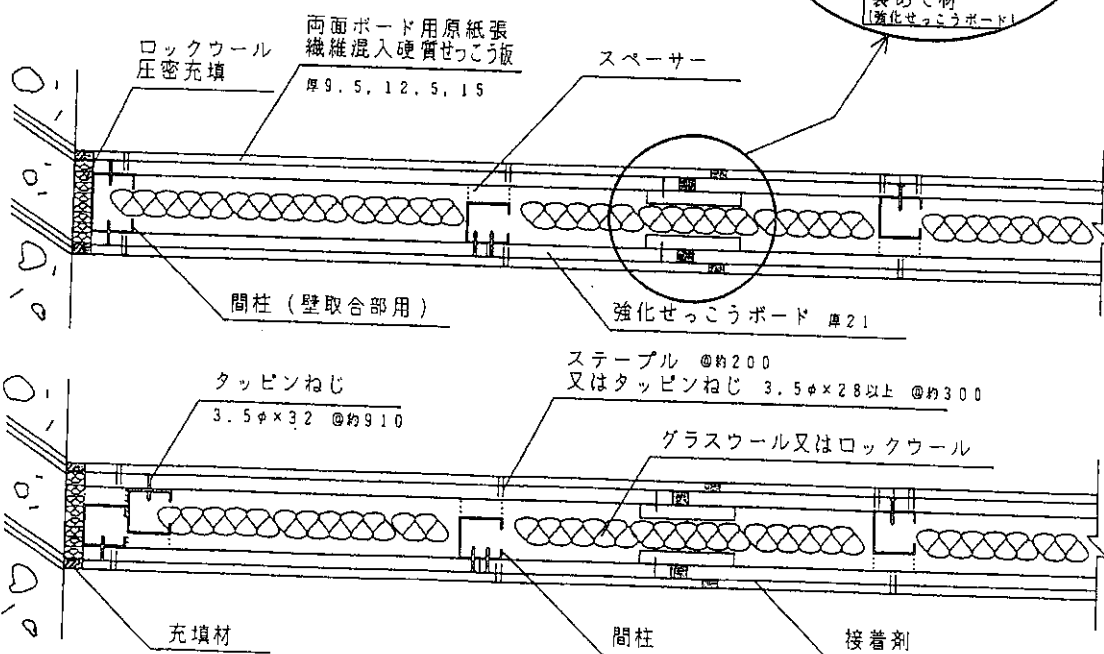 裏あて材
(強化せっこうボード)
両面ボード用原紙張
繊維混入硬質せっこう板
厚9.5,12.5,15
ロックウール
圧密充填
スペーサー
間柱(壁取合部用)
強化せっこうボード 厚21
ステープル @約200
又はタッピンねじ 3.5φ×28以上 @約300
タッピンねじ
3.5φ×32 @約910
グラスウール又はロックウール
充填材
間柱
接着剤